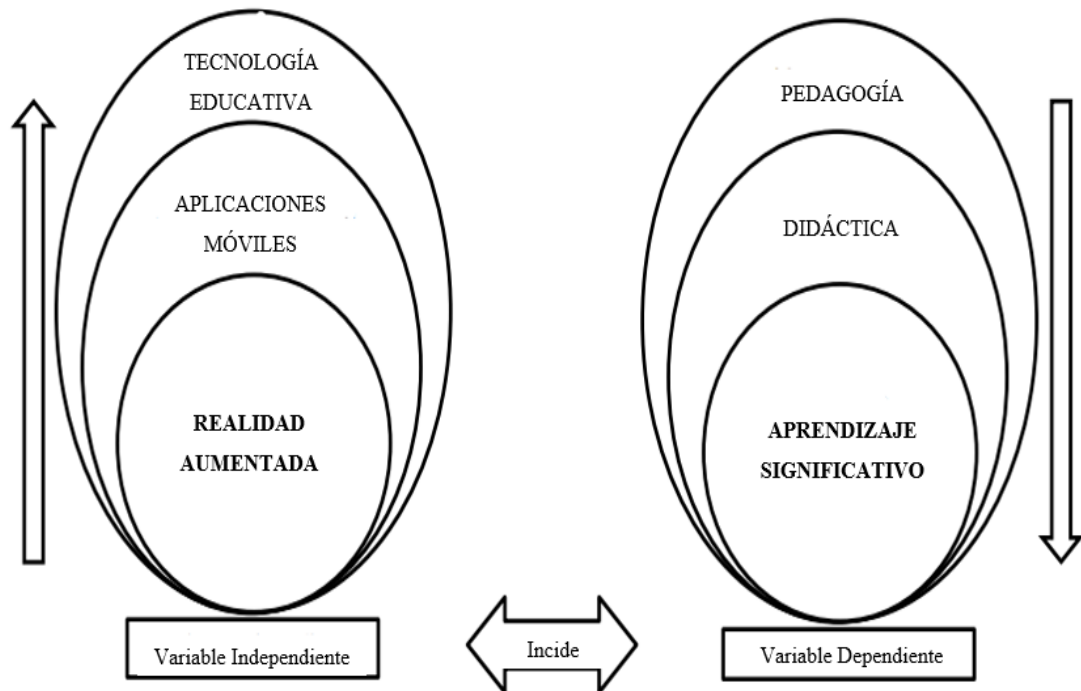 TECNOLOGÍA
EDUCATIVA
APLICACIONES
MÓVILES
REALIDAD
AUMENTADA
Variable Independiente
Incide
PEDAGOGÍA
DIDÁCTICA
APRENDIZAJE
SIGNIFICATIVO
Variable Dependiente